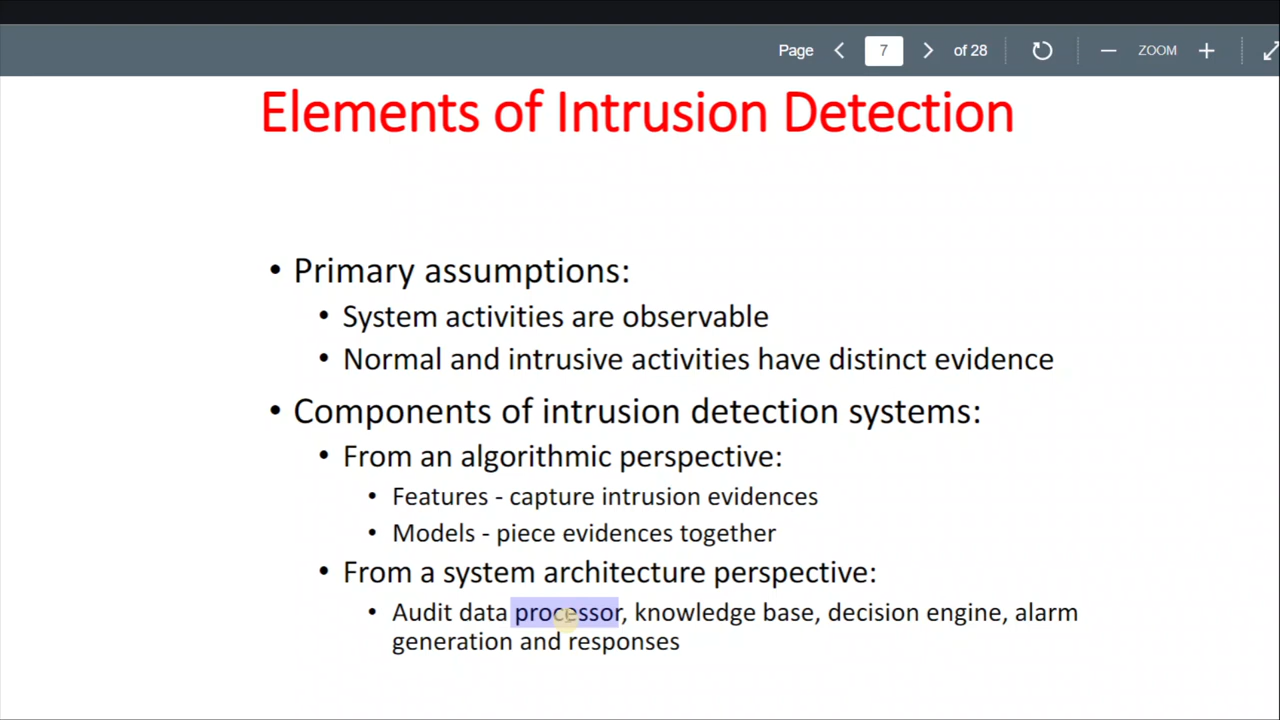 Page 7 of 28 ZOOM
Elements of Intrusion Detection
• Primary assumptions:
• System activities are observable
• Normal and intrusive activities have distinct evidence
• Components of intrusion detection systems:
• From an algorithmic perspective:
• Features - capture intrusion evidences
• Models - piece evidences together
• From a system architecture perspective:
• Audit data processor, knowledge base, decision engine, alarm
generation and responses